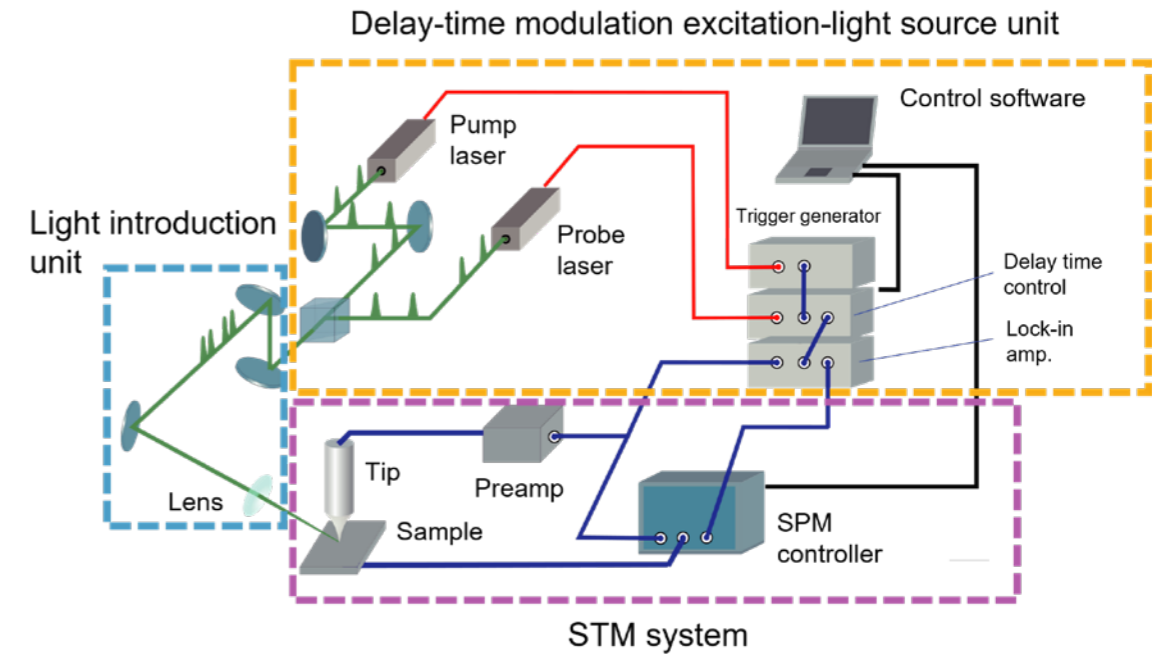 Delay-time modulation excitation-light source unit
Control software
Pump
laser
Trigger generator
Probe
laser
Light introduction
unit
Delay time
control
Lock-in
amp.
Tip
Preamp
Lens
Sample
SPM
controller
STM system